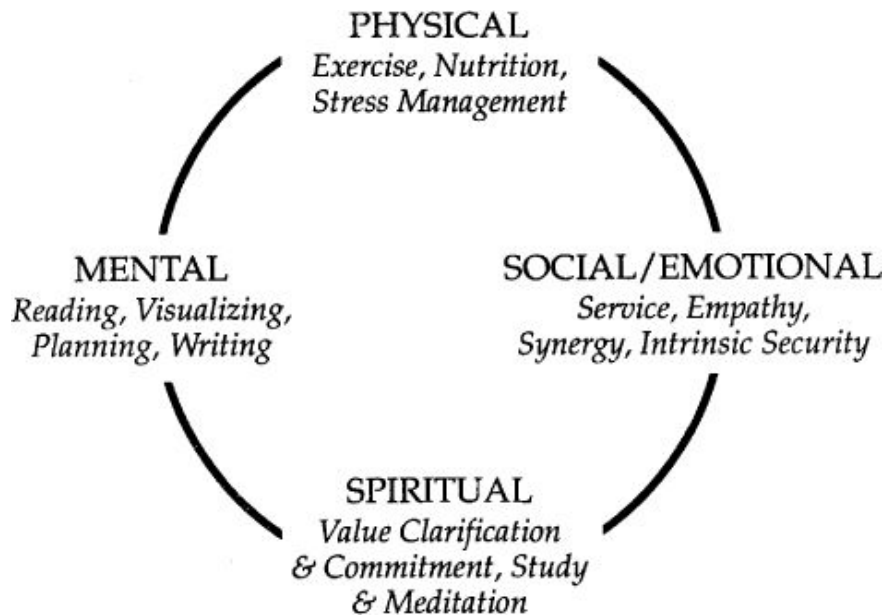 PHYSICAL
Exercise, Nutrition,
Stress Management
MENTAL
Reading, Visualizing,
Planning, Writing
SOCIAL/EMOTIONAL
Service, Empathy,
Synergy, Intrinsic Security
SPIRITUAL
Value Clarification
& Commitment, Study
& Meditation